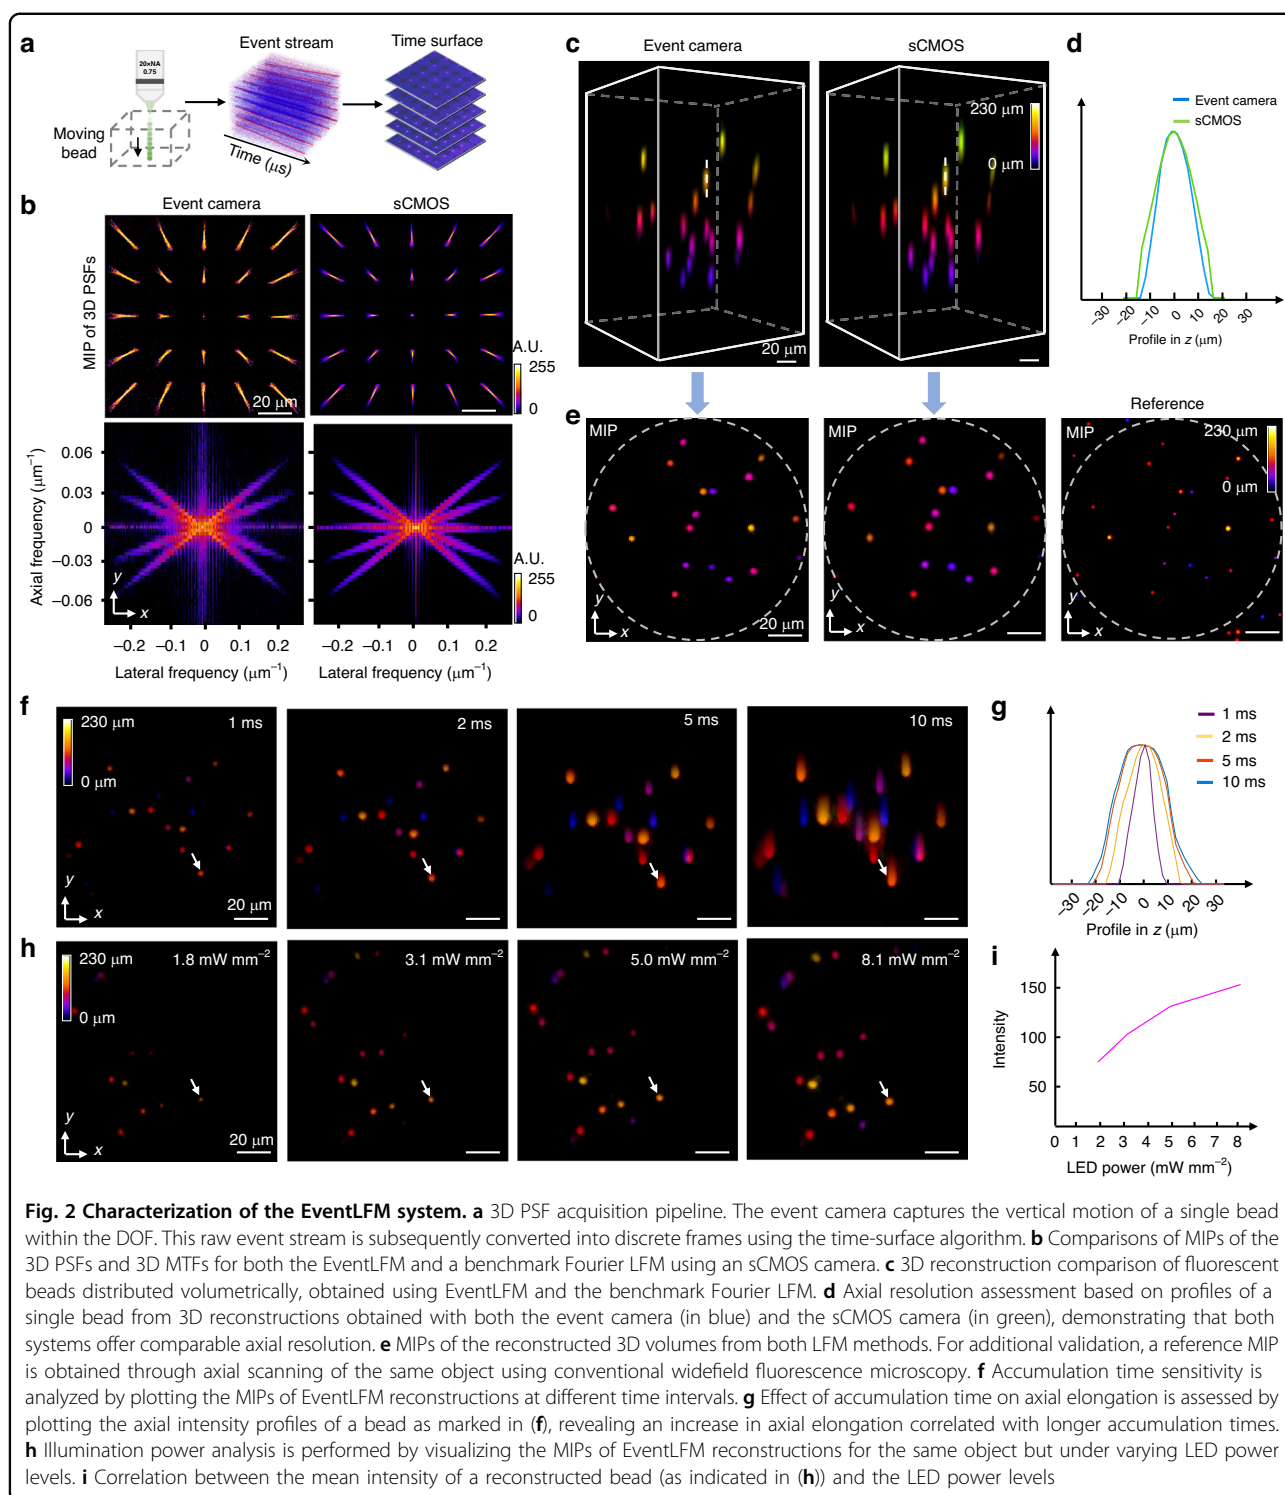 a
Event stream
Time surface
20×NA
0.75
Moving
bead
Time (μs)
b
Event camera
sCMOS
MIP of 3D PSFs
20 μm
A.U.
255
0
Axial frequency (μm⁻¹)
0.06
0.03
0
−0.03
−0.06
y
x
A.U.
255
0
−0.2 −0.1 0 0.1 0.2
−0.2 −0.1 0 0.1 0.2
Lateral frequency (μm⁻¹)
Lateral frequency (μm⁻¹)
c
Event camera
sCMOS
230 μm
0 μm
20 μm
d
Event camera
sCMOS
−30 −20 −10 0 10 20 30
Profile in z (μm)
e
MIP
y
x
20 μm
MIP
y
x
Reference
MIP
230 μm
0 μm
y
x
f
230 μm
0 μm
1 ms
y
x
20 μm
2 ms
5 ms
10 ms
g
1 ms
2 ms
5 ms
10 ms
−30 −20 −10 0 10 20 30
Profile in z (μm)
h
230 μm
0 μm
1.8 mW mm⁻²
y
x
20 μm
3.1 mW mm⁻²
5.0 mW mm⁻²
8.1 mW mm⁻²
i
Intensity
150
100
50
0 1 2 3 4 5 6 7 8
LED power (mW mm⁻²)
Fig. 2 Characterization of the EventLFM system. a 3D PSF acquisition pipeline. The event camera captures the vertical motion of a single bead
within the DOF. This raw event stream is subsequently converted into discrete frames using the time-surface algorithm. b Comparisons of MIPs of the
3D PSFs and 3D MTFs for both the EventLFM and a benchmark Fourier LFM using an sCMOS camera. c 3D reconstruction comparison of fluorescent
beads distributed volumetrically, obtained using EventLFM and the benchmark Fourier LFM. d Axial resolution assessment based on profiles of a
single bead from 3D reconstructions obtained with both the event camera (in blue) and the sCMOS camera (in green), demonstrating that both
systems offer comparable axial resolution. e MIPs of the reconstructed 3D volumes from both LFM methods. For additional validation, a reference MIP
is obtained through axial scanning of the same object using conventional widefield fluorescence microscopy. f Accumulation time sensitivity is
analyzed by plotting the MIPs of EventLFM reconstructions at different time intervals. g Effect of accumulation time on axial elongation is assessed by
plotting the axial intensity profiles of a bead as marked in (f), revealing an increase in axial elongation correlated with longer accumulation times.
h Illumination power analysis is performed by visualizing the MIPs of EventLFM reconstructions for the same object but under varying LED power
levels. i Correlation between the mean intensity of a reconstructed bead (as indicated in (h)) and the LED power levels